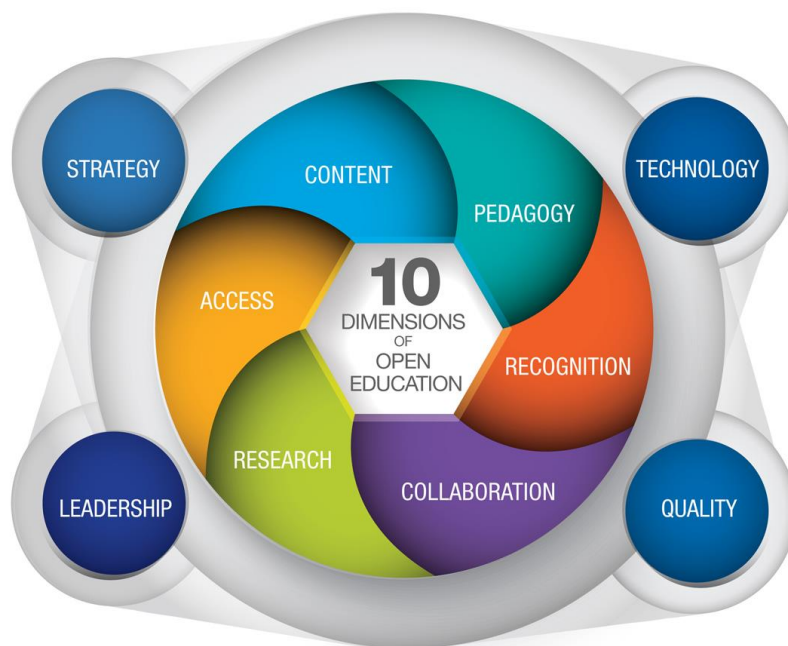 STRATEGY
TECHNOLOGY
CONTENT
PEDAGOGY
ACCESS
10
DIMENSIONS
OF
OPEN
EDUCATION
RECOGNITION
RESEARCH
COLLABORATION
LEADERSHIP
QUALITY